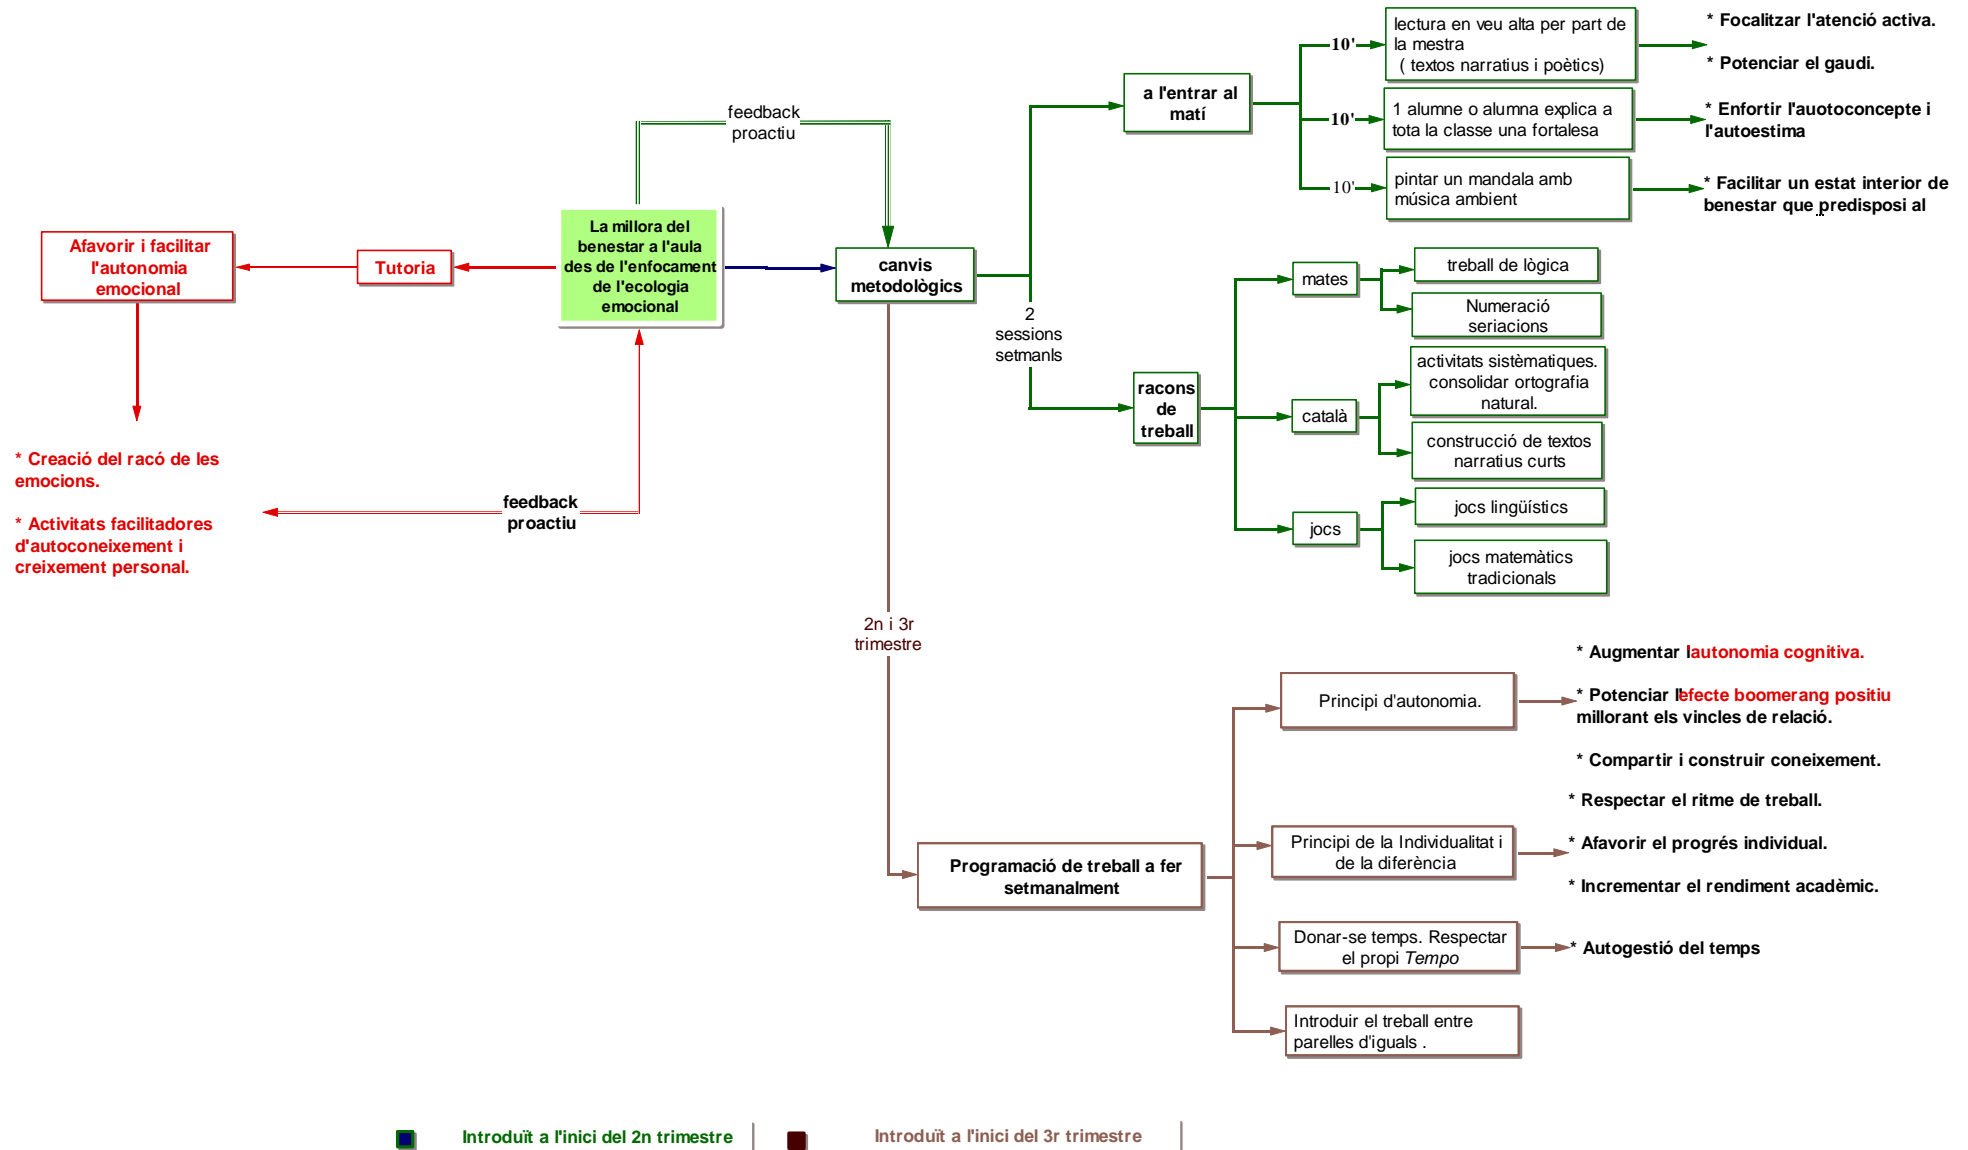 feedback
proactiu
La millora del
benestar a l'aula
des de l'enfocament
de l'ecologia
emocional
Tutoria
Afavorir i facilitar
l'autonomia
emocional
* Creació del racó de les
emocions.
* Activitats facilitadores
d'autoconeixement i
creixement personal.
feedback
proactiu
canvis
metodològics
a l'entrar al
matí
10'
lectura en veu alta per part de
la mestra
( textos narratius i poètics)
* Focalitzar l'atenció activa.
* Potenciar el gaudi.
10'
1 alumne o alumna explica a
tota la classe una fortalesa
* Enfortir l'auotoconcepte i
l'autoestima
10'
pintar un mandala amb
música ambient
* Facilitar un estat interior de
benestar que predisposi al
2
sessions
setmanls
racons
de
treball
mates
treball de lògica
Numeració
seriacions
català
activitats sistèmatiques.
consolidar ortografia
natural.
construcció de textos
narratius curts
jocs
jocs lingüístics
jocs matemàtics
tradicionals
2n i 3r
trimestre
Programació de treball a fer
setmanalment
Principi d'autonomia.
* Augmentar l'autonomia cognitiva.
* Potenciar l'efecte boomerang positiu
millorant els vincles de relació.
* Compartir i construir coneixement.
Principi de la Individualitat i
de la diferència
* Respectar el ritme de treball.
* Afavorir el progrés individual.
* Incrementar el rendiment acadèmic.
Donar-se temps. Respectar
el propi Tempo
* Autogestió del temps
Introduir el treball entre
parelles d'iguals .
Introduït a l'inici del 2n trimestre
Introduït a l'inici del 3r trimestre